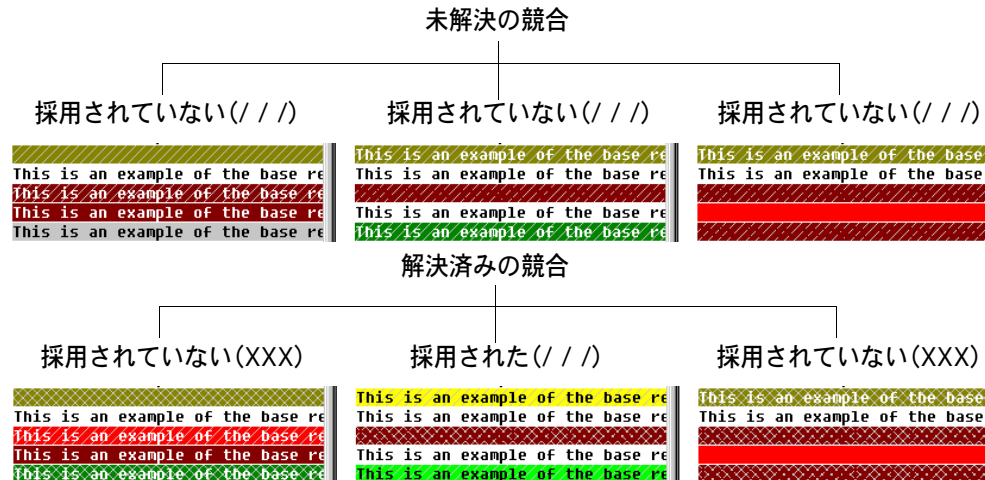 未解決の競合
採用されていない(/ / /)
採用されていない(/ / /)
採用されていない(/ / /)
This is an example of the base re
This is an example of the base re
This is an example of the base re
This is an example of the base re
This is an example of the base re
This is an example of the base re
This is an example of the base re
This is an example of the base re
This is an example of the base
This is an example of the base
解決済みの競合
採用されていない(XXX)
採用された(/ / /)
採用されていない(XXX)
This is an example of the base re
This is an example of the base re
This is an example of the base re
This is an example of the base re
This is an example of the base re
This is an example of the base re
This is an example of the base re
This is an example of the base re
This is an example of the base
This is an example of the base